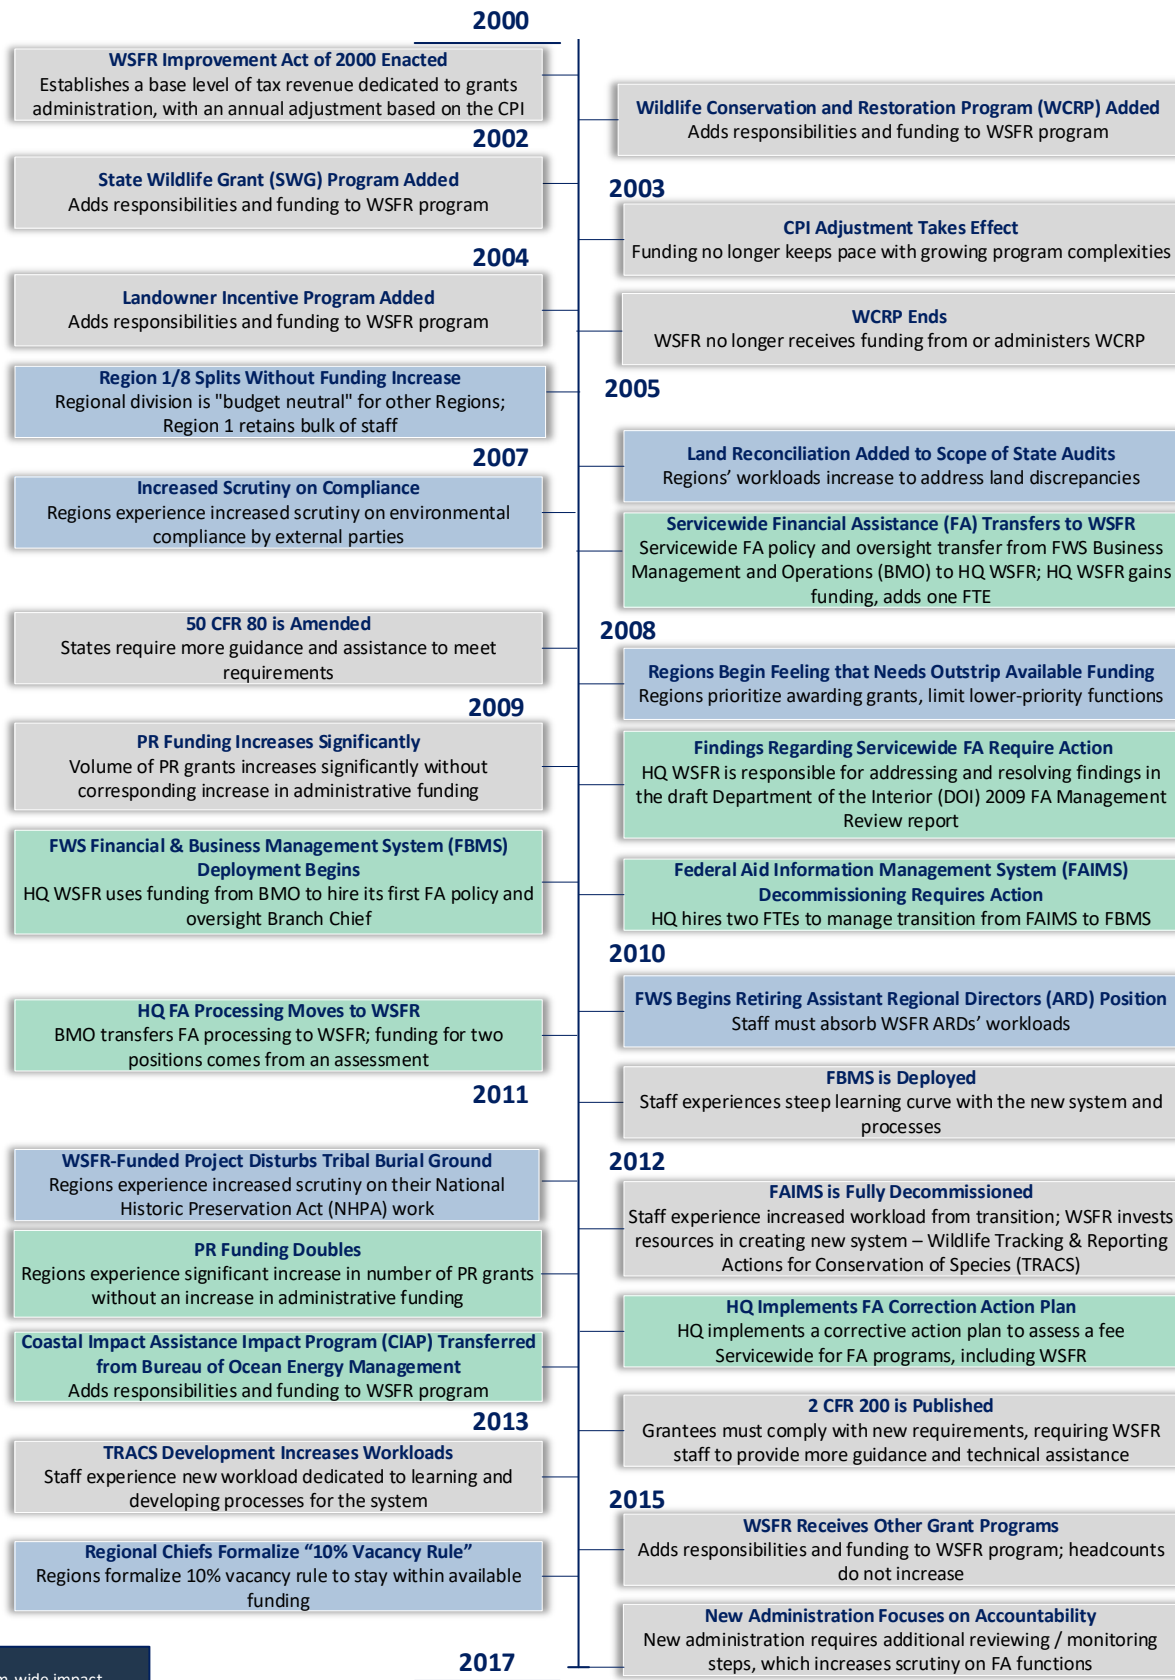 2000
WSFR Improvement Act of 2000 Enacted
Establishes a base level of tax revenue dedicated to grants
administration, with an annual adjustment based on the CPI
Wildlife Conservation and Restoration Program (WCRP) Added
Adds responsibilities and funding to WSFR program
2002
State Wildlife Grant (SWG) Program Added
Adds responsibilities and funding to WSFR program
2003
CPI Adjustment Takes Effect
Funding no longer keeps pace with growing program complexities
2004
Landowner Incentive Program Added
Adds responsibilities and funding to WSFR program
WCRP Ends
WSFR no longer receives funding from or administers WCRP
Region 1/8 Splits Without Funding Increase
Regional division is "budget neutral" for other Regions;
Region 1 retains bulk of staff
2005
Land Reconciliation Added to Scope of State Audits
Regions’ workloads increase to address land discrepancies
2007
Increased Scrutiny on Compliance
Regions experience increased scrutiny on environmental
compliance by external parties
Servicewide Financial Assistance (FA) Transfers to WSFR
Servicewide FA policy and oversight transfer from FWS Business
Management and Operations (BMO) to HQ WSFR; HQ WSFR gains
funding, adds one FTE
50 CFR 80 is Amended
States require more guidance and assistance to meet
requirements
2008
Regions Begin Feeling that Needs Outstrip Available Funding
Regions prioritize awarding grants, limit lower-priority functions
2009
PR Funding Increases Significantly
Volume of PR grants increases significantly without
corresponding increase in administrative funding
Findings Regarding Servicewide FA Require Action
HQ WSFR is responsible for addressing and resolving findings in
the draft Department of the Interior (DOI) 2009 FA Management
Review report
FWS Financial & Business Management System (FBMS)
Deployment Begins
HQ WSFR uses funding from BMO to hire its first FA policy and
oversight Branch Chief
Federal Aid Information Management System (FAIMS)
Decommissioning Requires Action
HQ hires two FTEs to manage transition from FAIMS to FBMS
2010
FWS Begins Retiring Assistant Regional Directors (ARD) Position
Staff must absorb WSFR ARDs’ workloads
HQ FA Processing Moves to WSFR
BMO transfers FA processing to WSFR; funding for two
positions comes from an assessment
FBMS is Deployed
Staff experiences steep learning curve with the new system and
processes
2011
WSFR-Funded Project Disturbs Tribal Burial Ground
Regions experience increased scrutiny on their National
Historic Preservation Act (NHPA) work
2012
FAIMS is Fully Decommissioned
Staff experience increased workload from transition; WSFR invests
resources in creating new system – Wildlife Tracking & Reporting
Actions for Conservation of Species (TRACS)
PR Funding Doubles
Regions experience significant increase in number of PR grants
without an increase in administrative funding
HQ Implements FA Correction Action Plan
HQ implements a corrective action plan to assess a fee
Servicewide for FA programs, including WSFR
Coastal Impact Assistance Impact Program (CIAP) Transferred
from Bureau of Ocean Energy Management
Adds responsibilities and funding to WSFR program
2 CFR 200 is Published
Grantees must comply with new requirements, requiring WSFR
staff to provide more guidance and technical assistance
2013
TRACS Development Increases Workloads
Staff experience new workload dedicated to learning and
developing processes for the system
2015
WSFR Receives Other Grant Programs
Adds responsibilities and funding to WSFR program; headcounts
do not increase
Regional Chiefs Formalize “10% Vacancy Rule”
Regions formalize 10% vacancy rule to stay within available
funding
New Administration Focuses on Accountability
New administration requires additional reviewing / monitoring
steps, which increases scrutiny on FA functions
2017